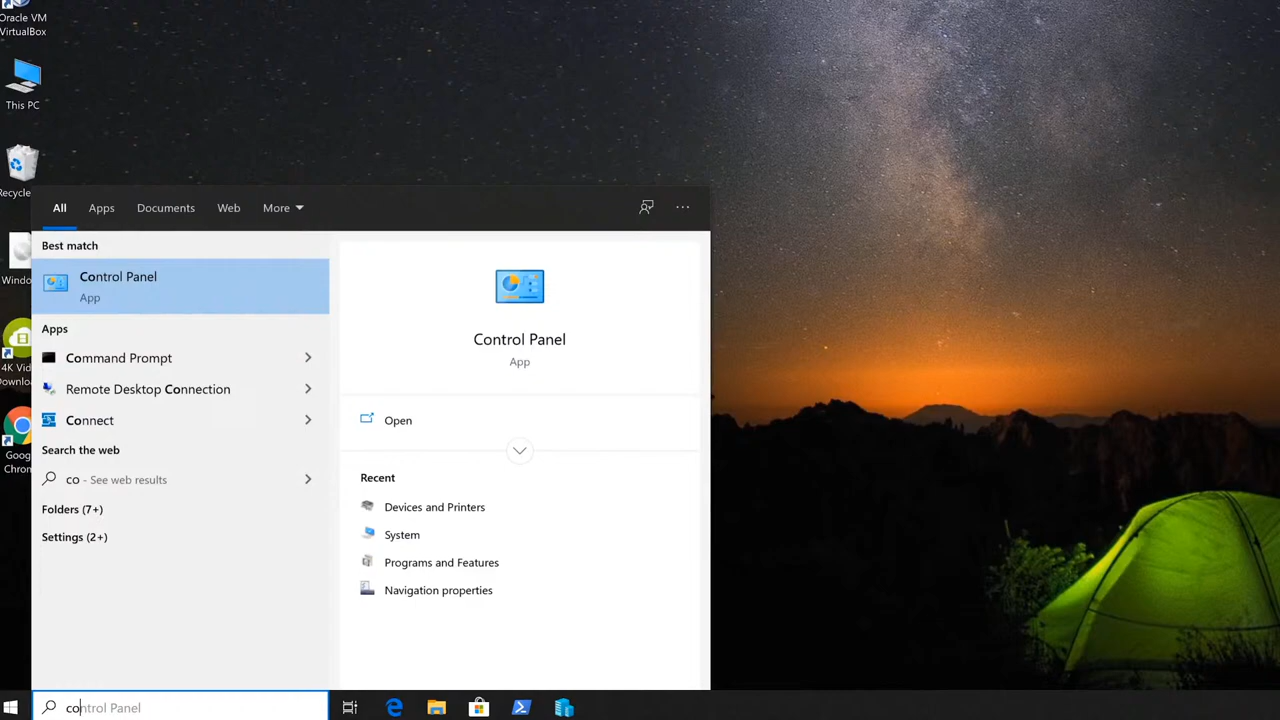 Oracle VM
VirtualBox
This PC
Recycle
Windo
4K Vid
Downloa
Goog
Chron
All Apps Documents Web More
Best match
Control Panel
App
Apps
Command Prompt
Remote Desktop Connection
Connect
Search the web
co - See web results
Folders (7+)
Settings (2+)
Control Panel
App
Open
Recent
Devices and Printers
System
Programs and Features
Navigation properties
control Panel